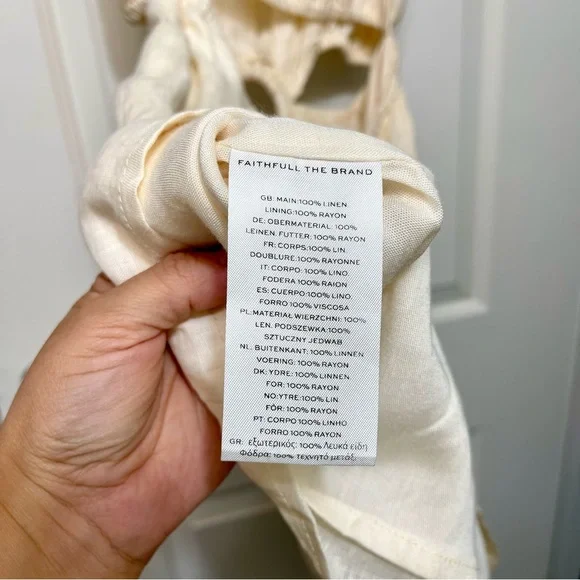 FAITHFULL THE BRAND
GB: MAIN:100% LINEN.
LINING:100% RAYON
DE: OBERMATERIAL: 100%
LEINEN. FUTTER: 100% RAYON
FR: CORPS:100% LIN
DOUBLURE:100% RAYONNE
IT: CORPO: 100% LINO.
FODERA 100% RAION
ES: CUERPO :100% LINO.
FORRO 100% VISCOSA
PL:MATERIAŁ WIERZCHNI: 100%
LEN. PODSZEWKA:100%
SZTUCZNY JEDWAB
NL: BUITENKANT: 100% LINNEN.
VOERING: 100% RAYON
DK: YDRE: 100% LINNEN.
FOR: 100% RAYON
NO:YTRE:100% LIN
FÔR: 100% RAYON
PT: CORPO 100% LINHO
FORRO 100% RAYON
GR: εξωτερικός: 100% Λευκά είδη
Φόδρα: 100% τεχνητό μετάξ.